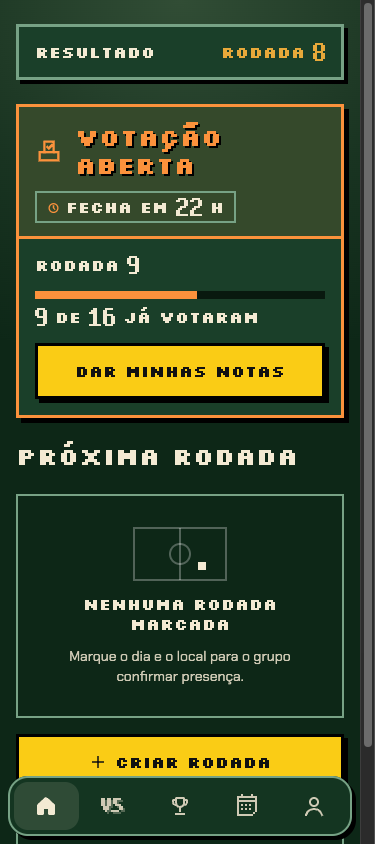 RESULTADO RODADA 8
VOTAÇÃO
ABERTA
FECHA EM 22 H
RODADA 9
9 DE 16 JÁ VOTARAM
DAR MINHAS NOTAS
PRÓXIMA RODADA
NENHUMA RODADA
MARCADA
Marque o dia e o local para o grupo
confirmar presença.
+ CRIAR RODADA
VS